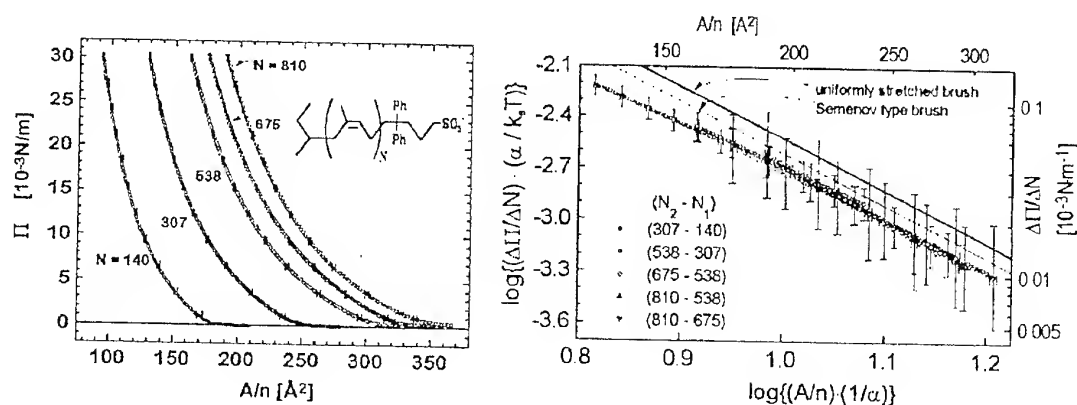 30
25
20
15
10
5
0
Π [10⁻³N/m]
N = 810
675
538
307
N = 140
Ph
Ph
N
SO₃⁻
100 150 200 250 300 350
A/n [Å²]
A/n [Å²]
150 200 250 300
-2.1
-2.4
-2.7
-3.0
-3.3
-3.6
log{(ΔΠ/ΔN)·(α/k_BT)}
uniformly stretched brush
Semenov type brush
(N₂ - N₁)
(307 - 140)
(538 - 307)
(675 - 538)
(810 - 538)
(810 - 675)
0.1
0.01
0.005
ΔΠ/ΔN
[10⁻³N·m⁻¹]
0.8 0.9 1.0 1.1 1.2
log{(A/n)·(1/α)}